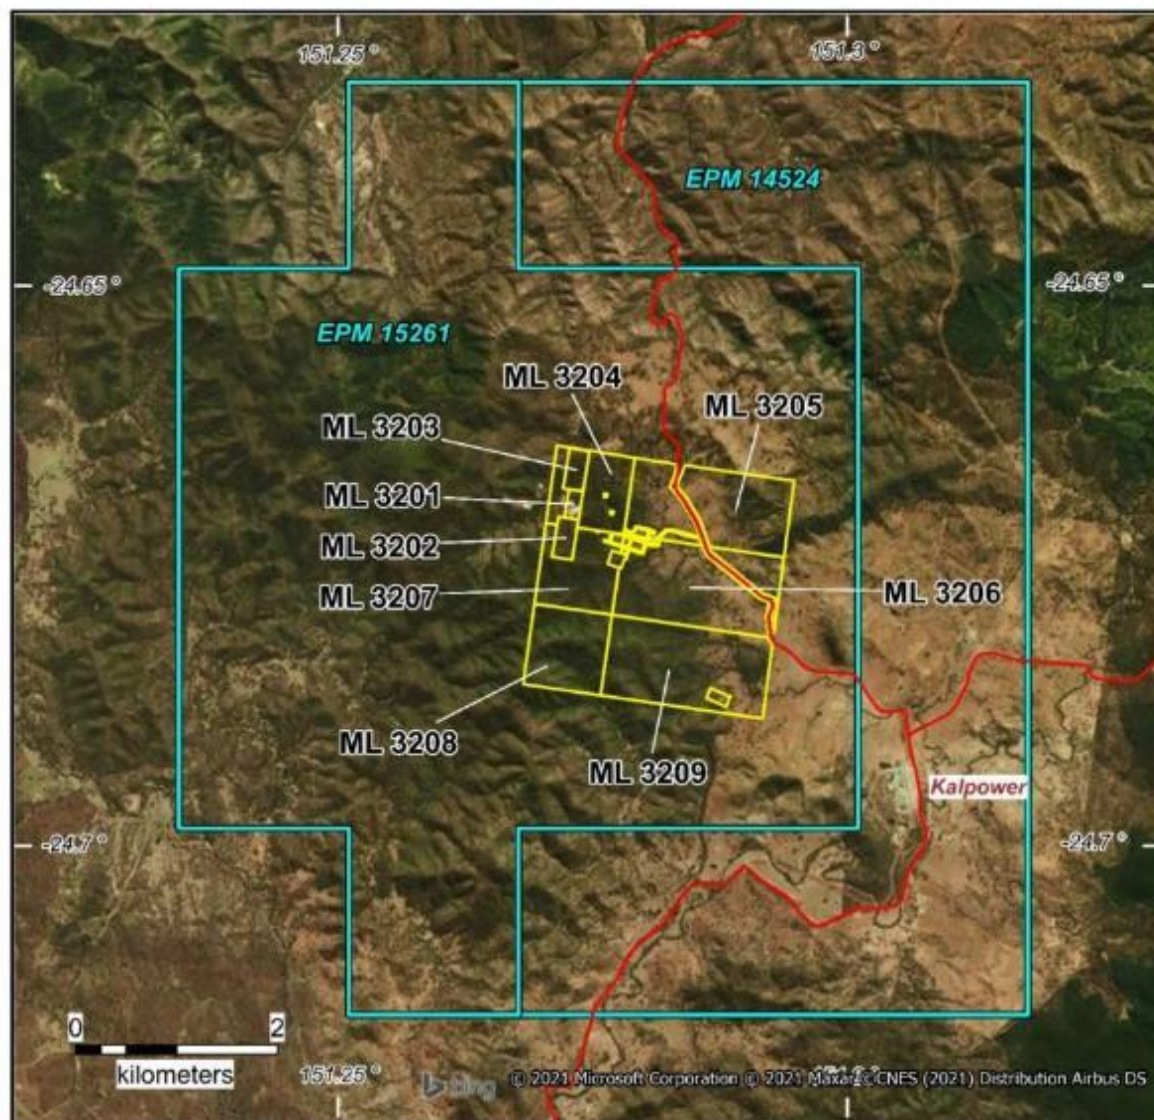 151.25 °
151.3 °
EPM 14524
-24.65 °
-24.65 °
EPM 15261
ML 3204
ML 3205
ML 3203
ML 3201
ML 3202
ML 3207
ML 3206
ML 3208
ML 3209
Kalpower
-24.7 °
-24.7 °
0 2
kilometers
151.25 °
bing
© 2021 Microsoft Corporation © 2021 Maxar ©CNES (2021) Distribution Airbus DS